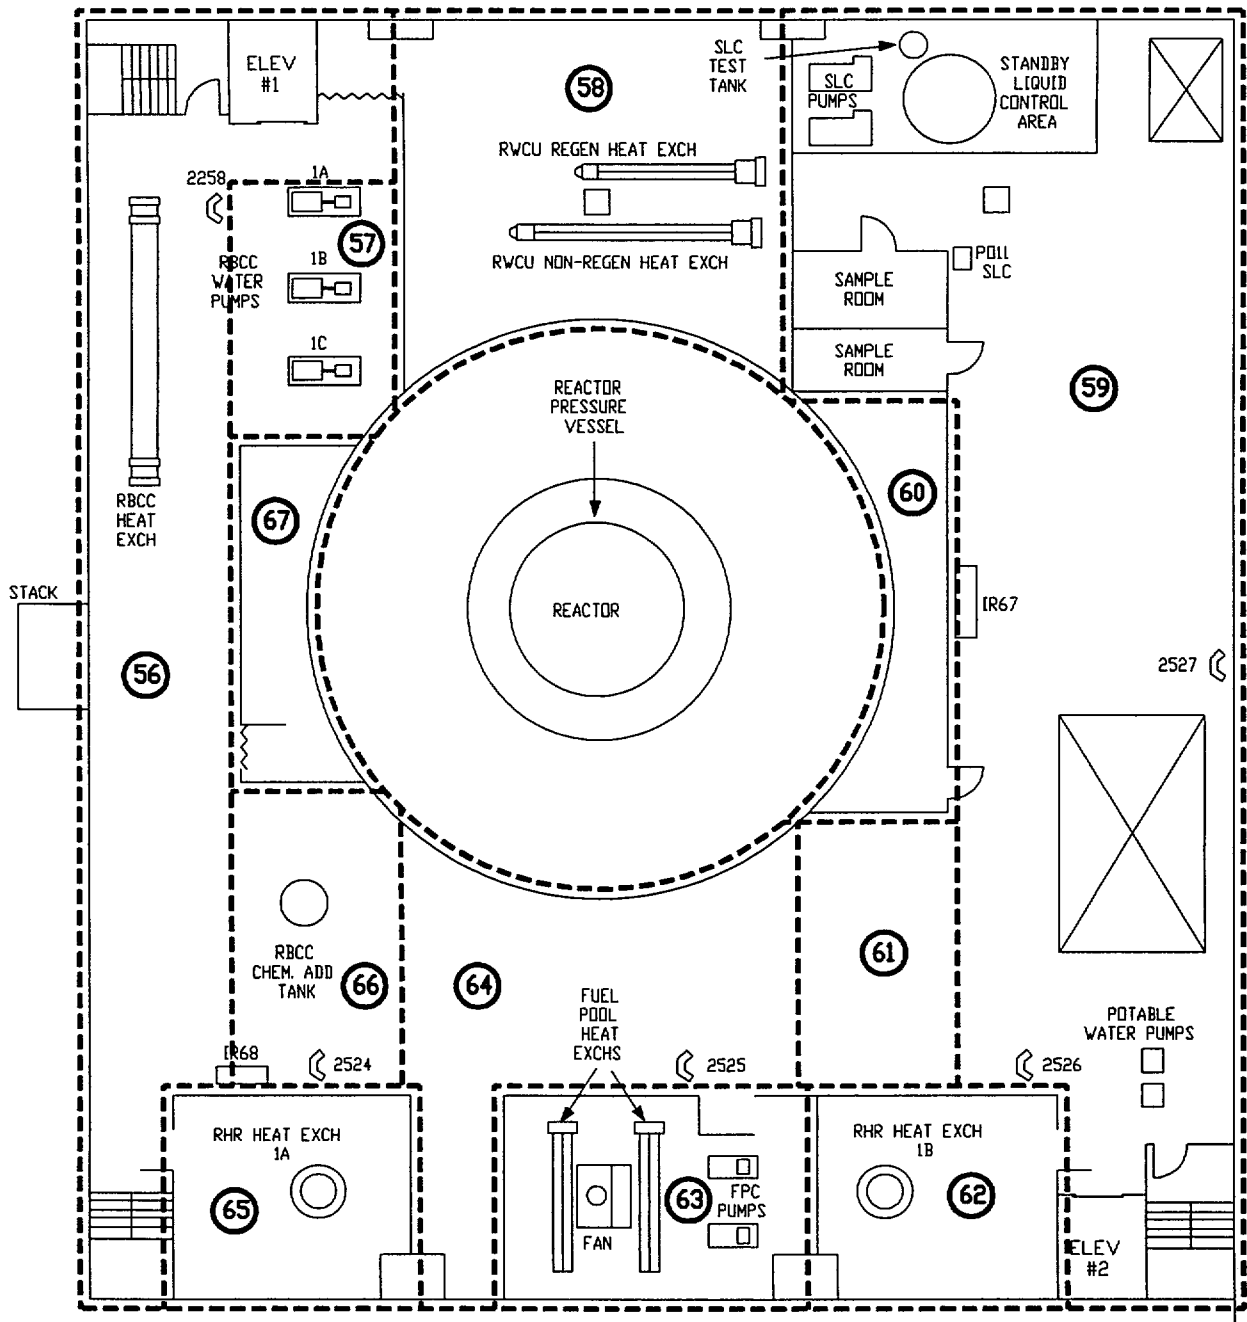 ELEV
#1
58
SLC
TEST
TANK
SLC
PUMPS
STANDBY
LIQUID
CONTROL
AREA
RWCU REGEN HEAT EXCH
1A
2258
57
RBCC
WATER
PUMPS
1B
RWCU NON-REGEN HEAT EXCH
P011
SLC
SAMPLE
ROOM
1C
SAMPLE
ROOM
59
REACTOR
PRESSURE
VESSEL
RBCC
HEAT
EXCH
67
60
STACK
REACTOR
IR67
56
2527
RBCC
CHEM. ADD
TANK
66
64
61
FUEL
POOL
HEAT
EXCHS
POTABLE
WATER PUMPS
IR68
2524
2525
2526
RHR HEAT EXCH
1A
65
63
FPC
PUMPS
FAN
RHR HEAT EXCH
1B
62
ELEV
#2